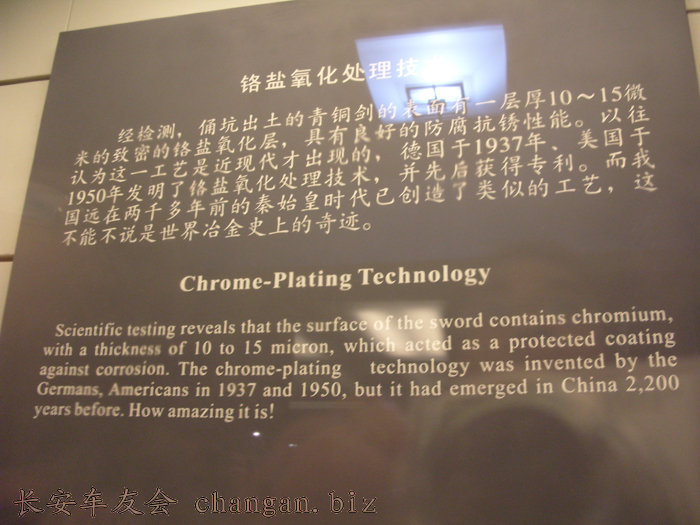 铬盐氧化处理技
经检测，俑坑出土的青铜剑的表面有一层厚10～15微
米的致密的铬盐氧化层，具有良好的防腐抗锈性能。以往
认为这一工艺是近现代才出现的，德国于1937年、美国于
1950年发明了铬盐氧化处理技术，并先后获得专利。而我
国远在两千多年前的秦始皇时代已创造了类似的工艺，这
不能不说是世界冶金史上的奇迹。
Chrome-Plating Technology
Scientific testing reveals that the surface of the sword contains chromium,
with a thickness of 10 to 15 micron, which acted as a protected coating
against corrosion. The chrome-plating technology was invented by the
Germans, Americans in 1937 and 1950, but it had emerged in China 2,200
years before. How amazing it is!
长安车友会 changan.biz